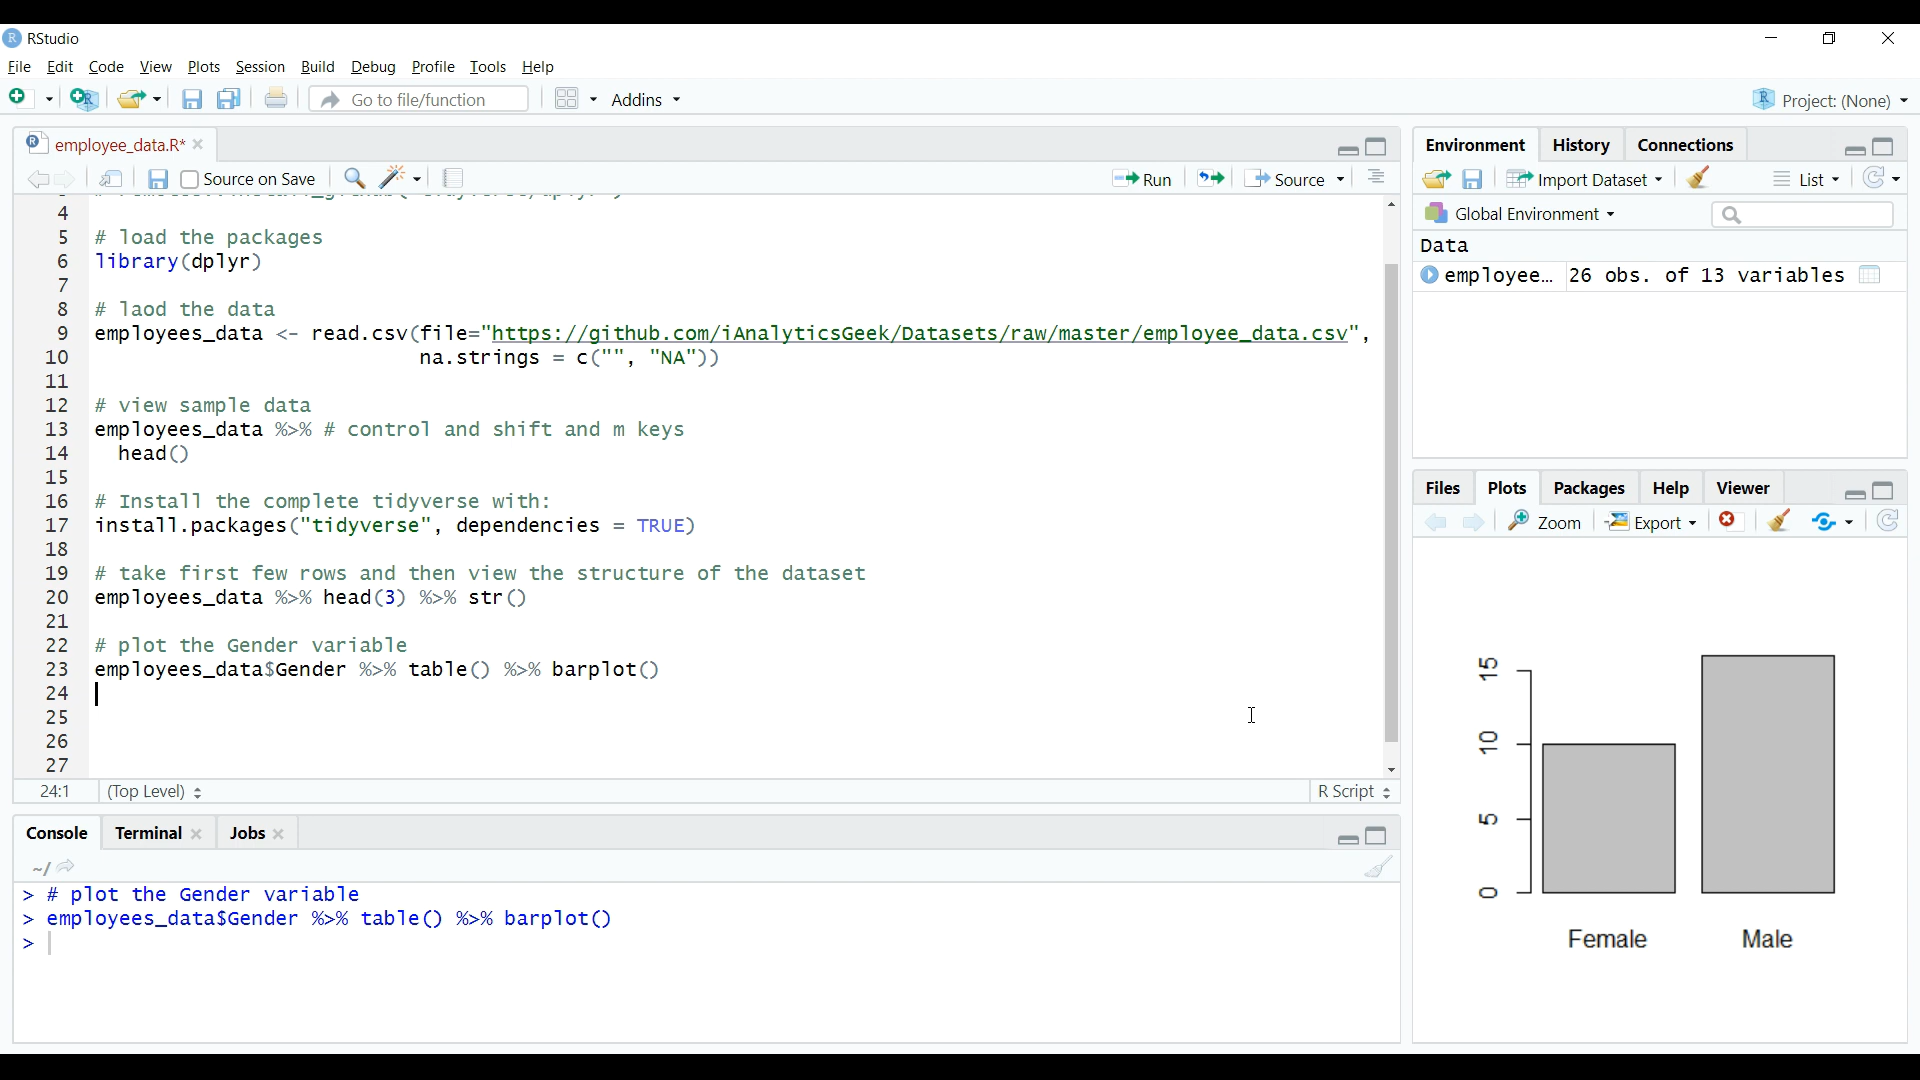 RStudio
File Edit Code View Plots Session Build Debug Profile Tools Help
Go to file/function Addins Project: (None)
employee_data.R*
Source on Save Run Source
4
5 # load the packages
6 library(dplyr)
7
8 # laod the data
9 employees_data <- read.csv(file="https://github.com/iAnalyticsGeek/Datasets/raw/master/employee_data.csv",
10 na.strings = c("", "NA"))
11
12 # view sample data
13 employees_data %>% # control and shift and m keys
14 head()
15
16 # Install the complete tidyverse with:
17 install.packages("tidyverse", dependencies = TRUE)
18
19 # take first few rows and then view the structure of the dataset
20 employees_data %>% head(3) %>% str()
21
22 # plot the Gender variable
23 employees_data$Gender %>% table() %>% barplot()
24
25
26
27
24:1 (Top Level) R Script
Console Terminal Jobs
~/
> # plot the Gender variable
> employees_data$Gender %>% table() %>% barplot()
>
Environment History Connections
Import Dataset List
Global Environment
Data
employee... 26 obs. of 13 variables
Files Plots Packages Help Viewer
Zoom Export
15
10
5
0
Female Male